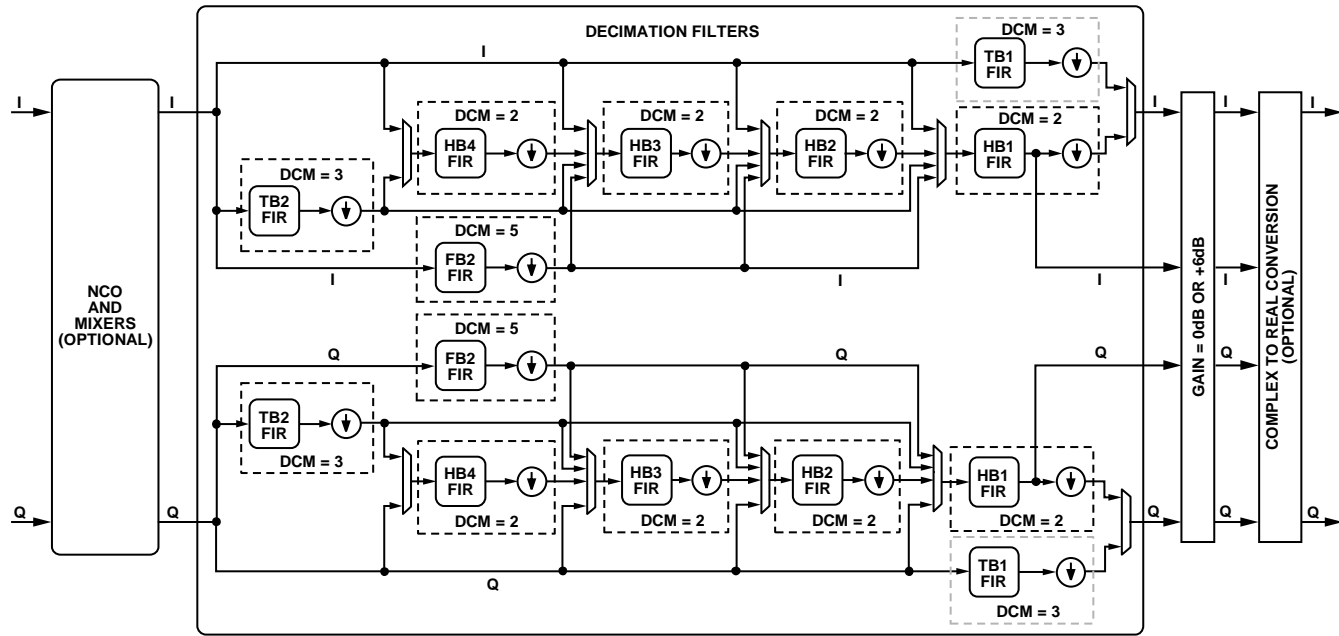 DECIMATION FILTERS
DCM = 3
I
TB1
FIR
I
I
I
I
I
DCM = 2
DCM = 2
DCM = 2
DCM = 2
HB4
FIR
HB3
FIR
HB2
FIR
HB1
FIR
DCM = 3
TB2
FIR
DCM = 5
FB2
FIR
I
I
I
I
NCO
AND
MIXERS
(OPTIONAL)
GAIN = 0dB OR +6dB
COMPLEX TO REAL CONVERSION
(OPTIONAL)
DCM = 5
Q
FB2
FIR
Q
Q
Q
TB2
FIR
DCM = 3
HB4
FIR
HB3
FIR
HB2
FIR
HB1
FIR
DCM = 2
DCM = 2
DCM = 2
DCM = 2
Q
Q
Q
Q
Q
Q
TB1
FIR
DCM = 3